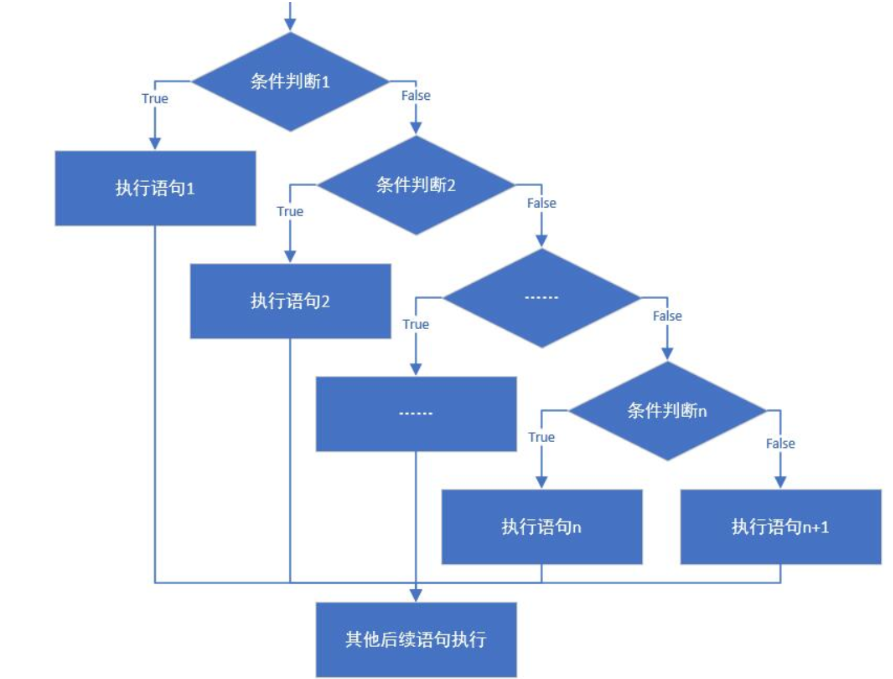 条件判断1
True
False
执行语句1
条件判断2
True
False
执行语句2
------
True
False
------
条件判断n
True
False
执行语句n
执行语句n+1
其他后续语句执行